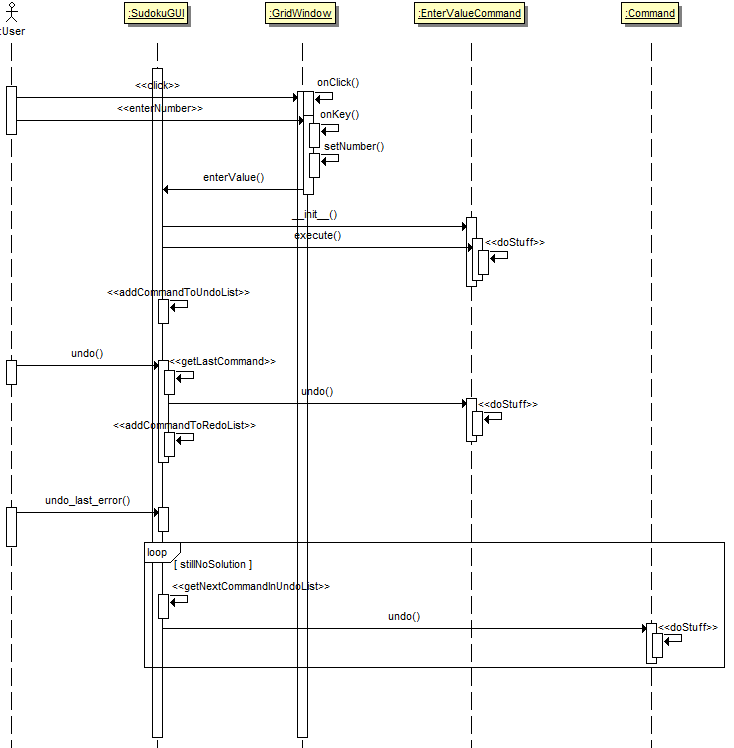 :SudokuGUI
:GridWindow
:EnterValueCommand
:Command
:User
<<click>>
onClick()
<<enterNumber>>
onKey()
setNumber()
enterValue()
__init__()
execute()
<<doStuff>>
<<addCommandToUndoList>>
undo()
<<getLastCommand>>
undo()
<<doStuff>>
<<addCommandToRedoList>>
undo_last_error()
loop
[ stillNoSolution ]
<<getNextCommandInUndoList>>
undo()
<<doStuff>>